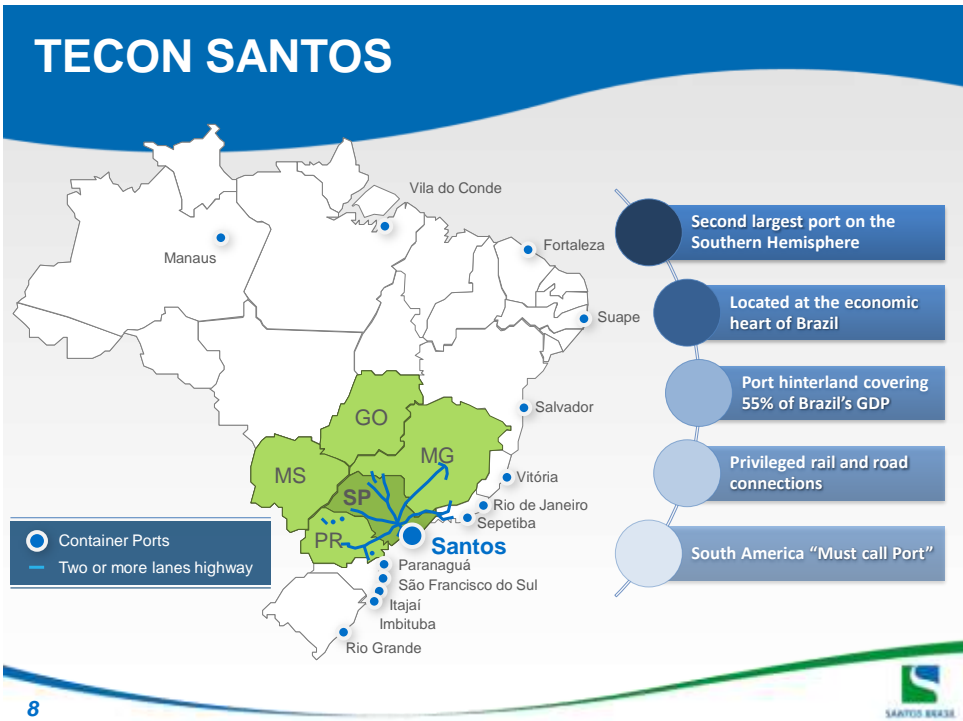 TECON SANTOS
Vila do Conde
Manaus
Fortaleza
Suape
Salvador
GO
MG
MS
SP
PR
Vitória
Rio de Janeiro
Sepetiba
Santos
Paranaguá
São Francisco do Sul
Itajaí
Imbituba
Rio Grande
Container Ports
Two or more lanes highway
Second largest port on the
Southern Hemisphere
Located at the economic
heart of Brazil
Port hinterland covering
55% of Brazil's GDP
Privileged rail and road
connections
South America “Must call Port”
8
SANTOS BRASIL